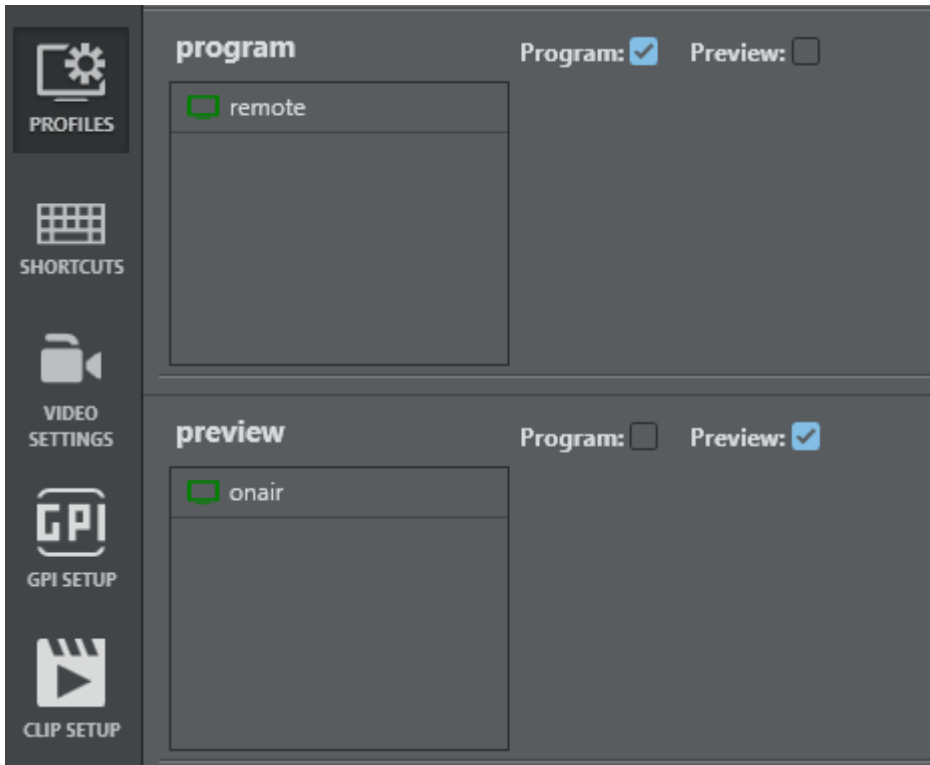 program
Program:
Preview:
remote
PROFILES
SHORTCUTS
VIDEO
SETTINGS
preview
Program:
Preview:
onair
GPI
GPI SETUP
CLIP SETUP